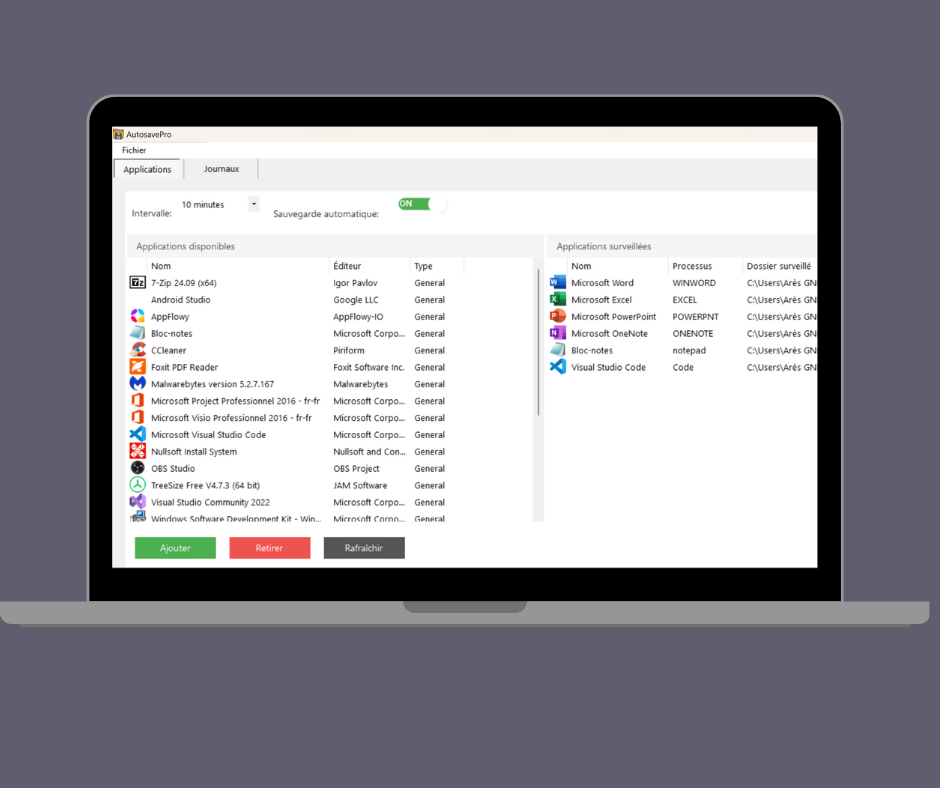 AutosavePro
Fichier
Applications Journaux
Intervalle: 10 minutes Sauvegarde automatique: ON
Applications disponibles
Nom Éditeur Type
7-Zip 24.09 (x64) Igor Pavlov General
Android Studio Google LLC General
AppFlowy AppFlowy-IO General
Bloc-notes Microsoft Corpo... General
CCleaner Piriform General
Foxit PDF Reader Foxit Software Inc. General
Malwarebytes version 5.2.7.167 Malwarebytes General
Microsoft Project Professionnel 2016 - fr-fr Microsoft Corpo... General
Microsoft Visio Professionnel 2016 - fr-fr Microsoft Corpo... General
Microsoft Visual Studio Code Microsoft Corpo... General
Nullsoft Install System Nullsoft and Con... General
OBS Studio OBS Project General
TreeSize Free V4.7.3 (64 bit) JAM Software General
Visual Studio Community 2022 Microsoft Corpo... General
Windows Software Development Kit - Win... Microsoft Corpo... General
Applications surveillées
Nom Processus Dossier surveillé
Microsoft Word WINWORD C:\Users\Arès GN
Microsoft Excel EXCEL C:\Users\Arès GN
Microsoft PowerPoint POWERPNT C:\Users\Arès GN
Microsoft OneNote ONENOTE C:\Users\Arès GN
Bloc-notes notepad C:\Users\Arès GN
Visual Studio Code Code C:\Users\Arès GN
Ajouter Retirer Rafraîchir